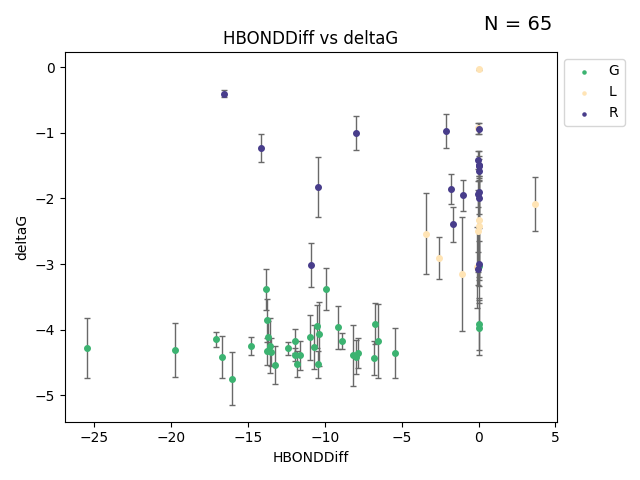 N = 65
HBONDDiff vs deltaG
G
L
R
0
−1
−2
−3
−4
−5
deltaG
−25 −20 −15 −10 −5 0 5
HBONDDiff